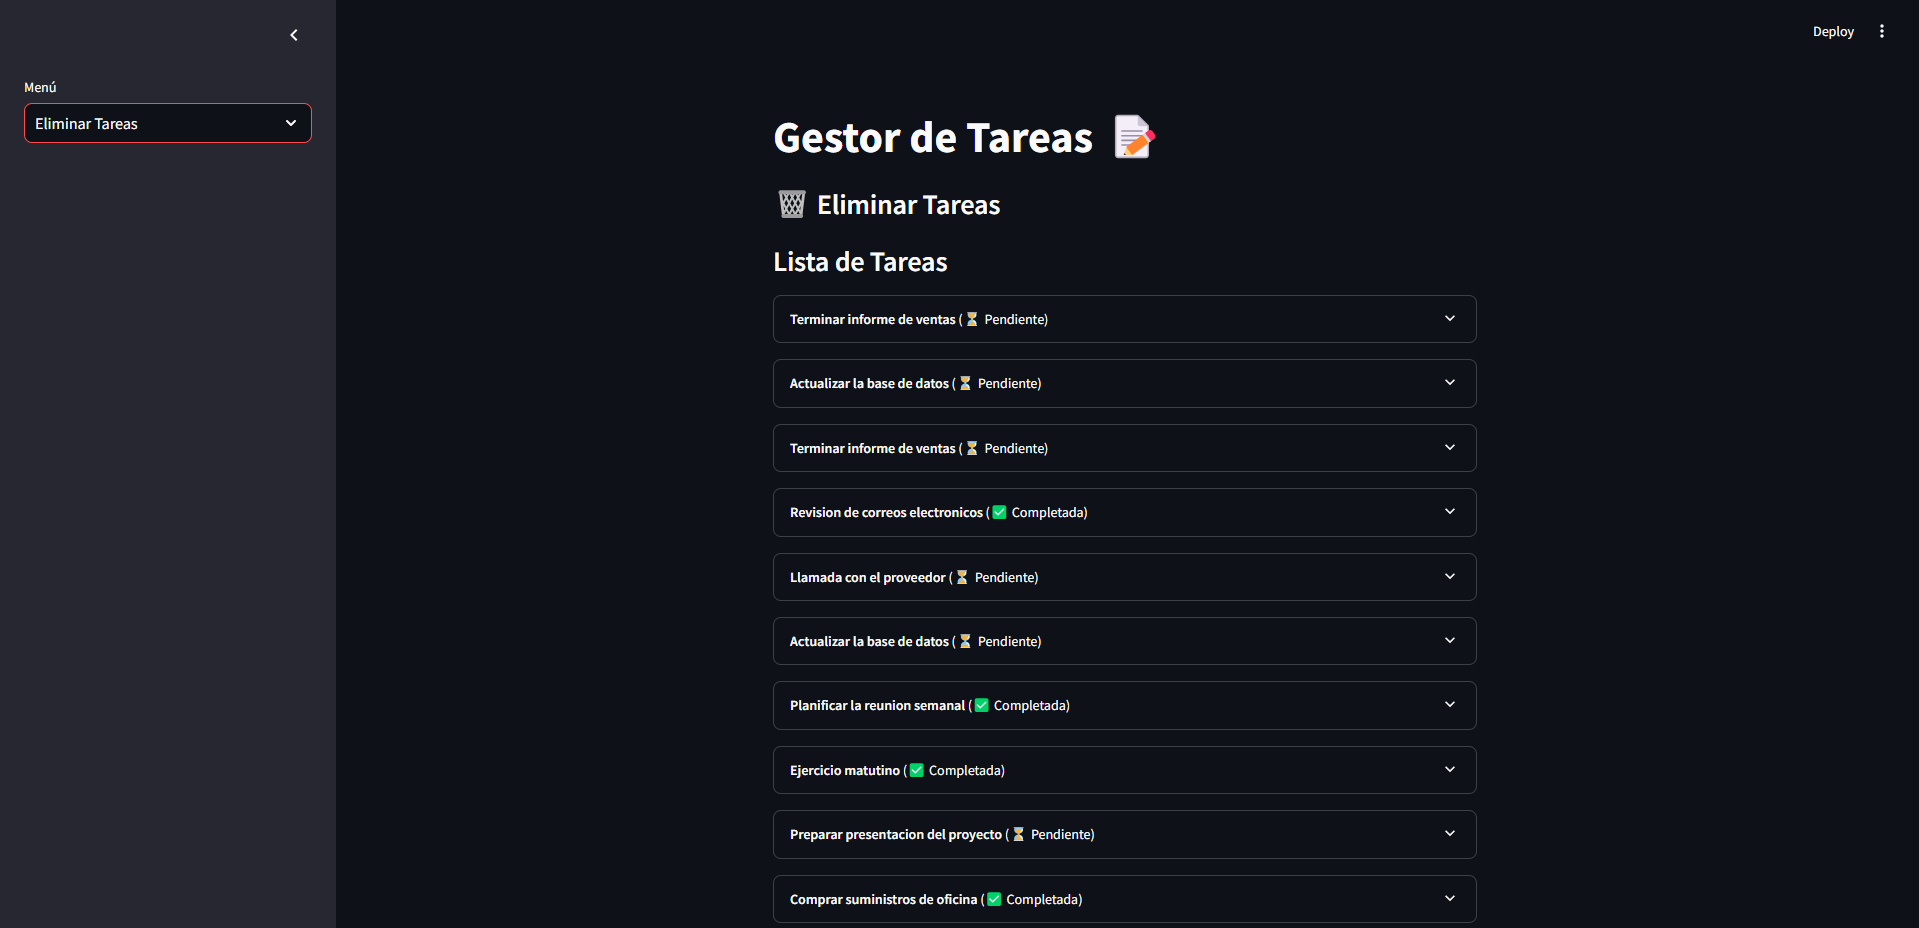 Deploy
Menú
Eliminar Tareas
Gestor de Tareas 📝
🗑️ Eliminar Tareas
Lista de Tareas
Terminar informe de ventas (⏳ Pendiente)
Actualizar la base de datos (⏳ Pendiente)
Terminar informe de ventas (⏳ Pendiente)
Revision de correos electronicos (✅ Completada)
Llamada con el proveedor (⏳ Pendiente)
Actualizar la base de datos (⏳ Pendiente)
Planificar la reunion semanal (✅ Completada)
Ejercicio matutino (✅ Completada)
Preparar presentacion del proyecto (⏳ Pendiente)
Comprar suministros de oficina (✅ Completada)